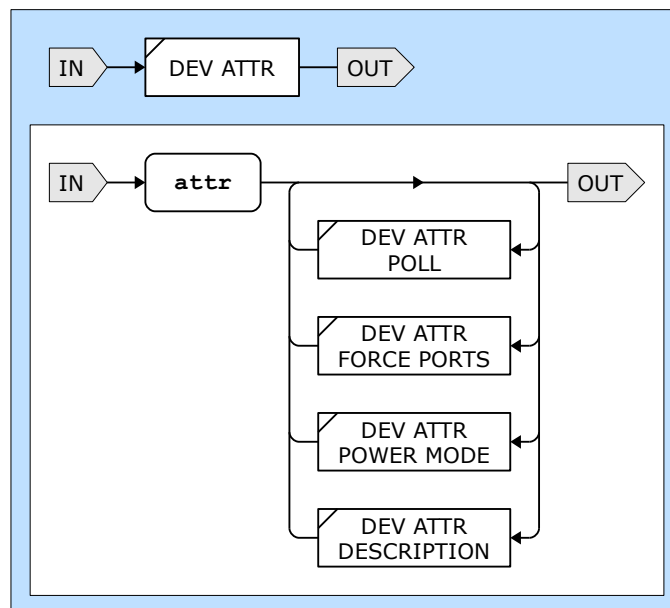 IN
DEV ATTR
OUT
IN
attr
OUT
DEV ATTR
POLL
DEV ATTR
FORCE PORTS
DEV ATTR
POWER MODE
DEV ATTR
DESCRIPTION